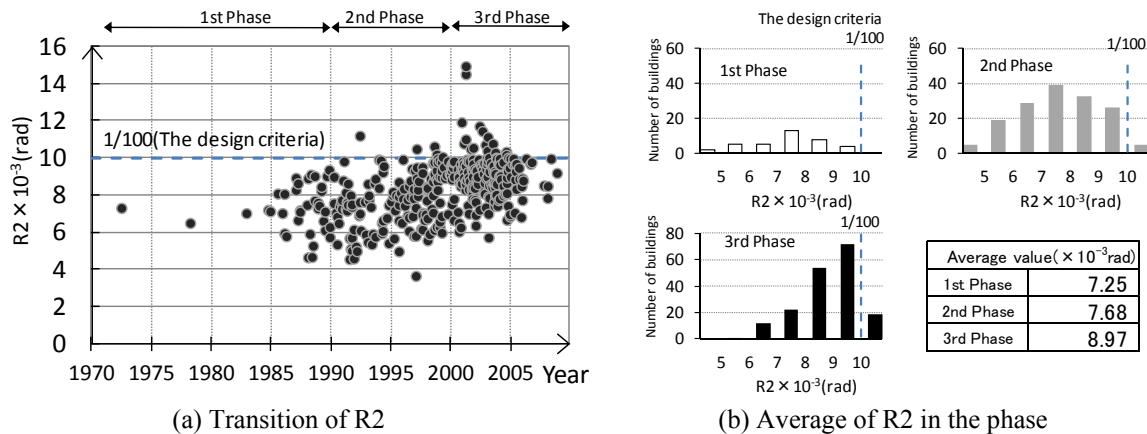 1st Phase 2nd Phase 3rd Phase
16
14
12
10
8
6
4
2
0
R2×10⁻³(rad)
1/100(The design criteria)
1970 1975 1980 1985 1990 1995 2000 2005 Year
(a) Transition of R2
The design criteria
1/100
60
40
20
0
Number of buildings
1st Phase
5 6 7 8 9 10
R2×10⁻³(rad)
1/100
60
40
20
0
Number of buildings
2nd Phase
5 6 7 8 9 10
R2×10⁻³(rad)
1/100
80
60
40
20
0
Number of buildings
3rd Phase
5 6 7 8 9 10
R2×10⁻³(rad)
Average value(×10⁻³rad)
1st Phase 7.25
2nd Phase 7.68
3rd Phase 8.97
(b) Average of R2 in the phase